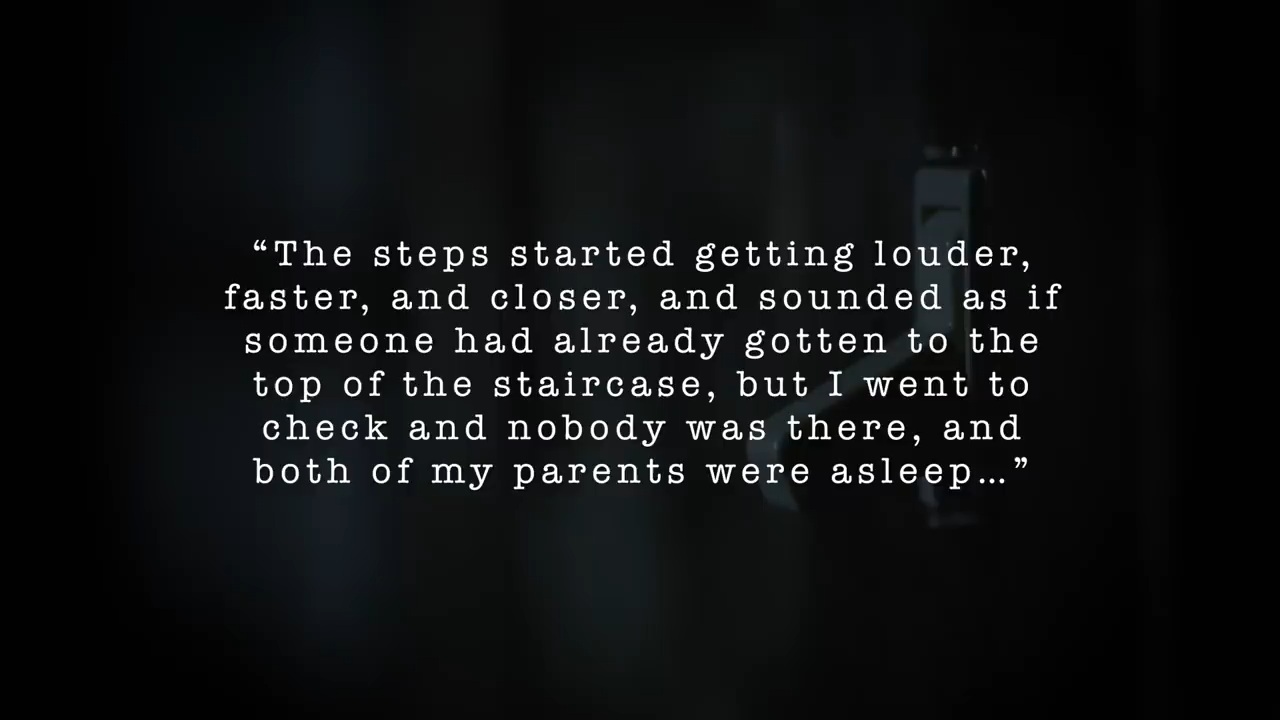 “The steps started getting louder,
faster, and closer, and sounded as if
someone had already gotten to the
top of the staircase, but I went to
check and nobody was there, and
both of my parents were asleep…”